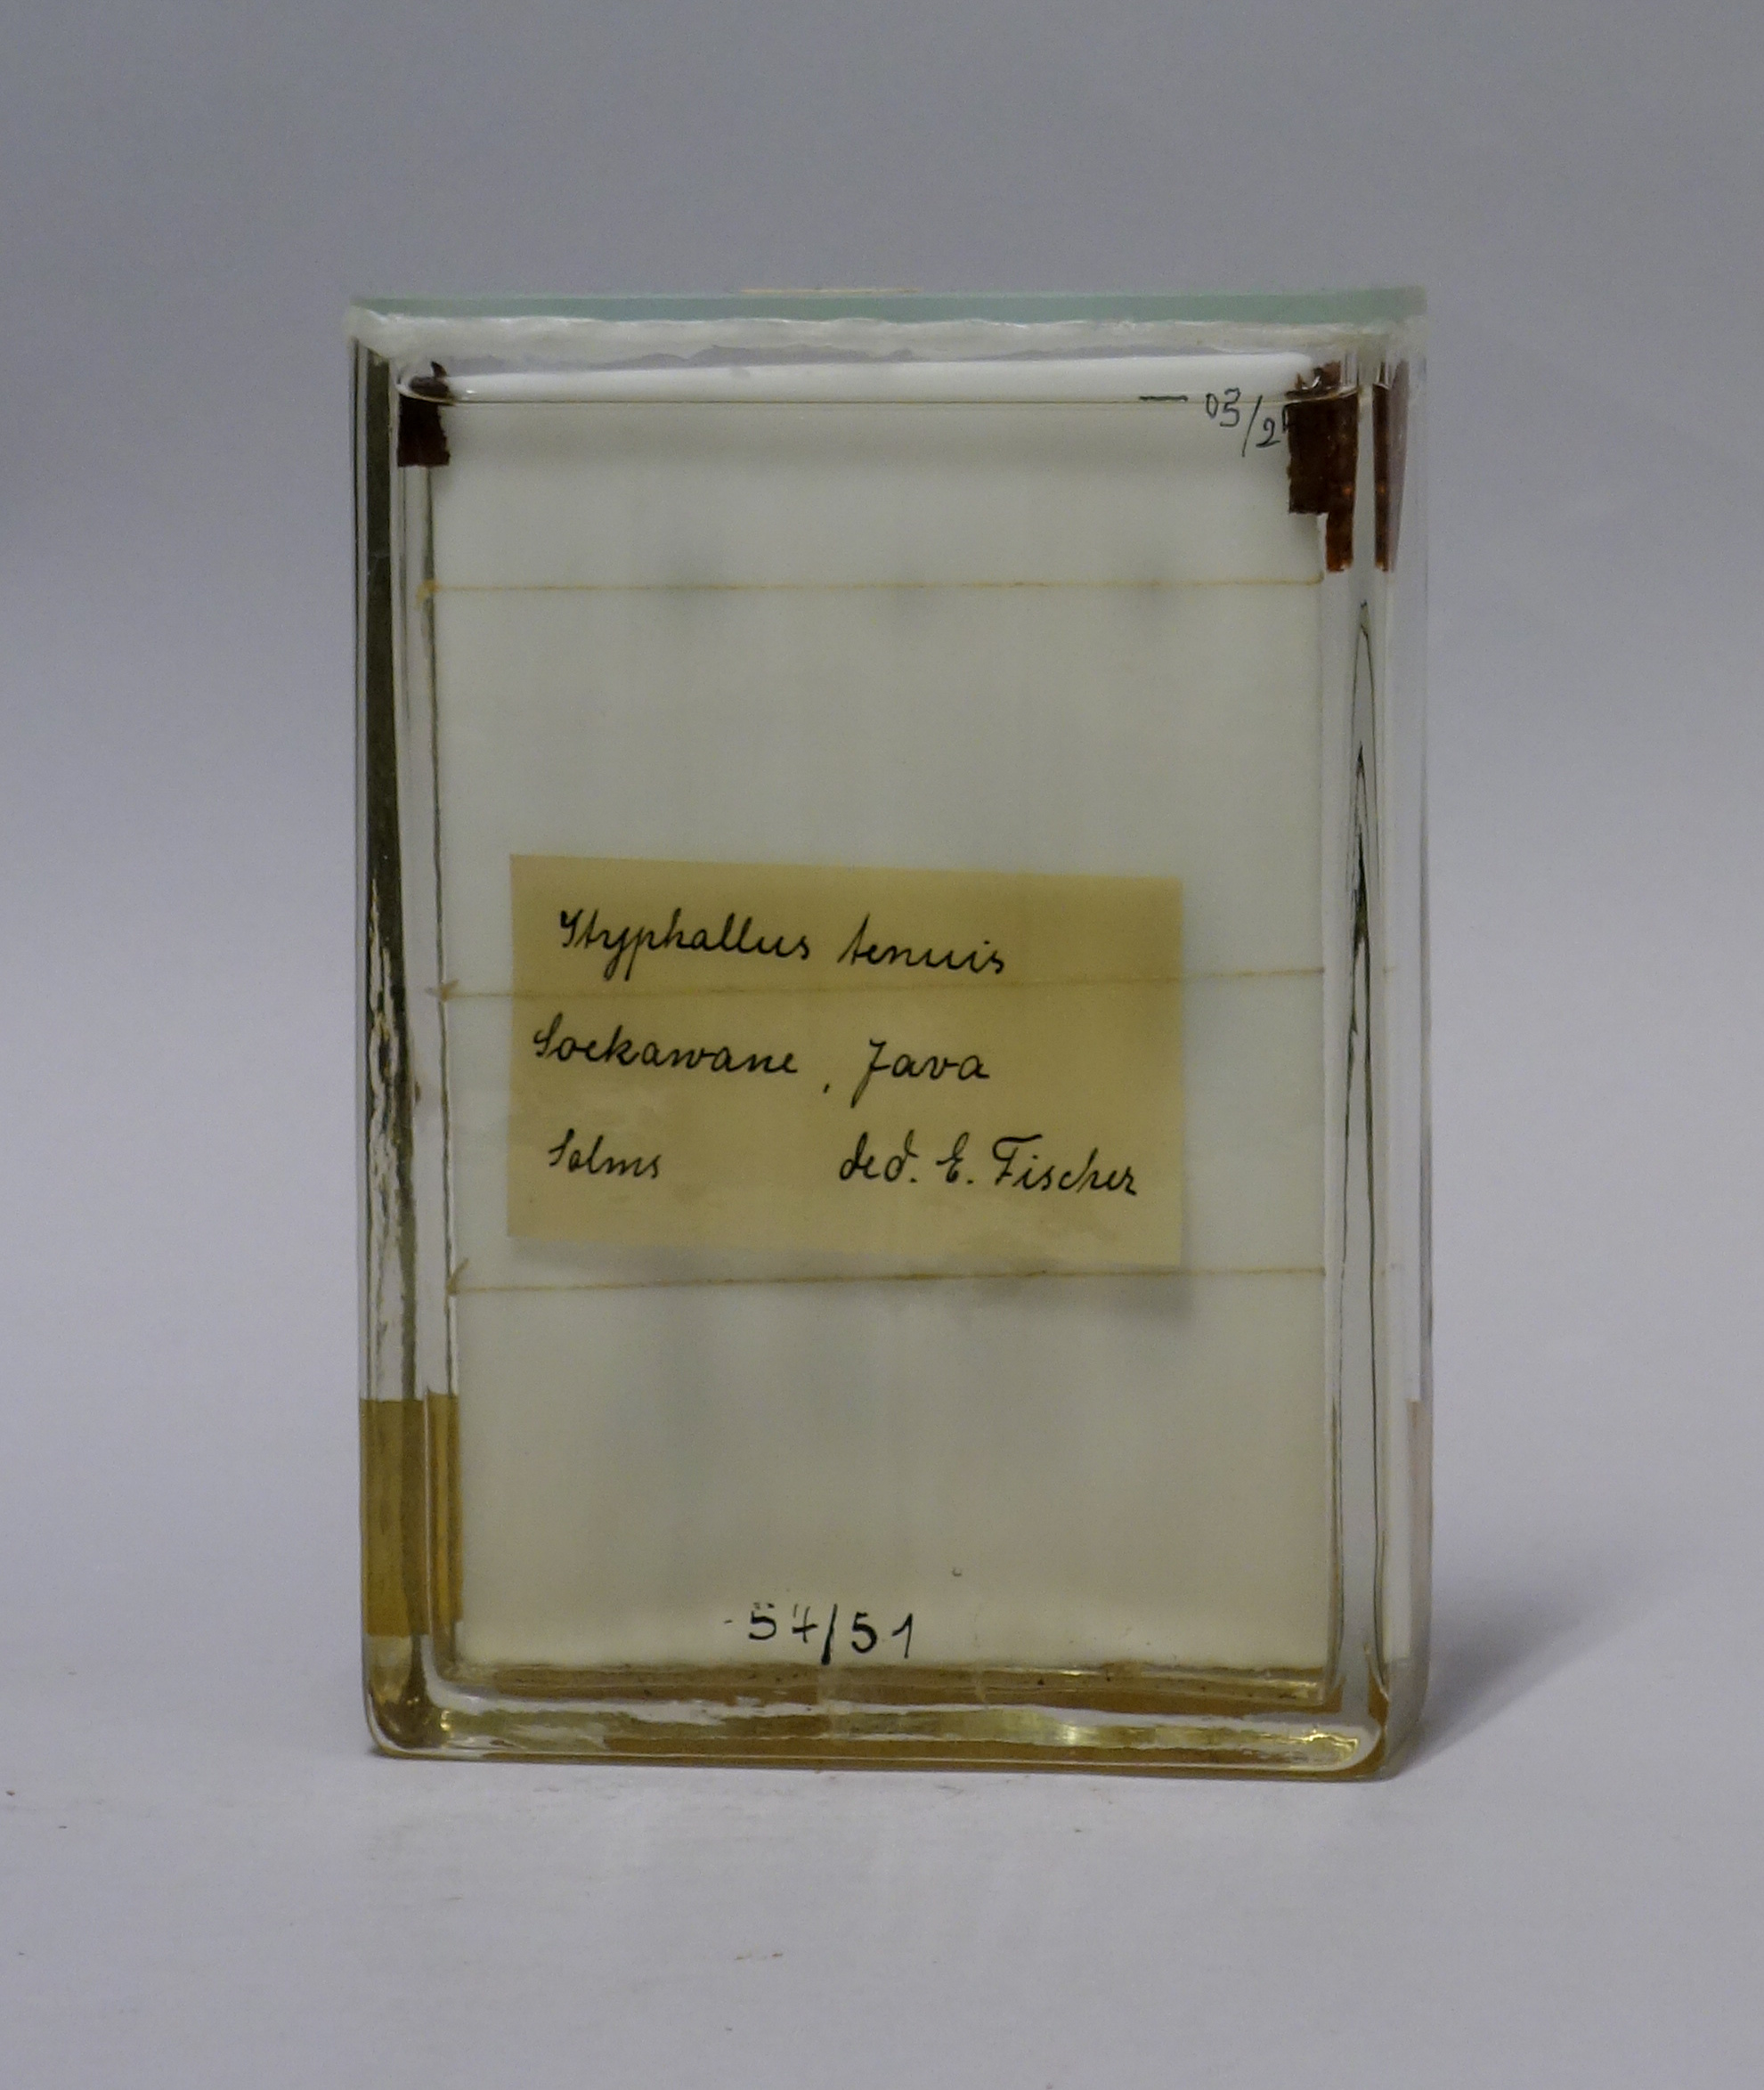 03/2
Ityphallus tenuis
Soekawane, Java
Solms ded. E. Fischer
57/51